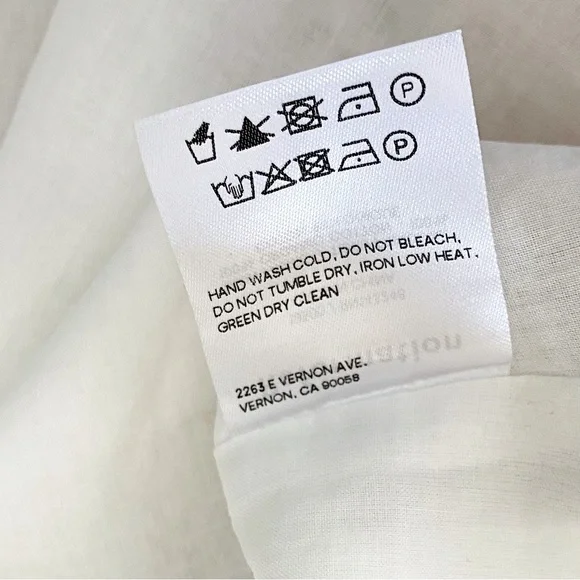 P
P
HAND WASH COLD, DO NOT BLEACH,
DO NOT TUMBLE DRY, IRON LOW HEAT.
GREEN DRY CLEAN
2263 E VERNON AVE.
VERNON, CA 90058